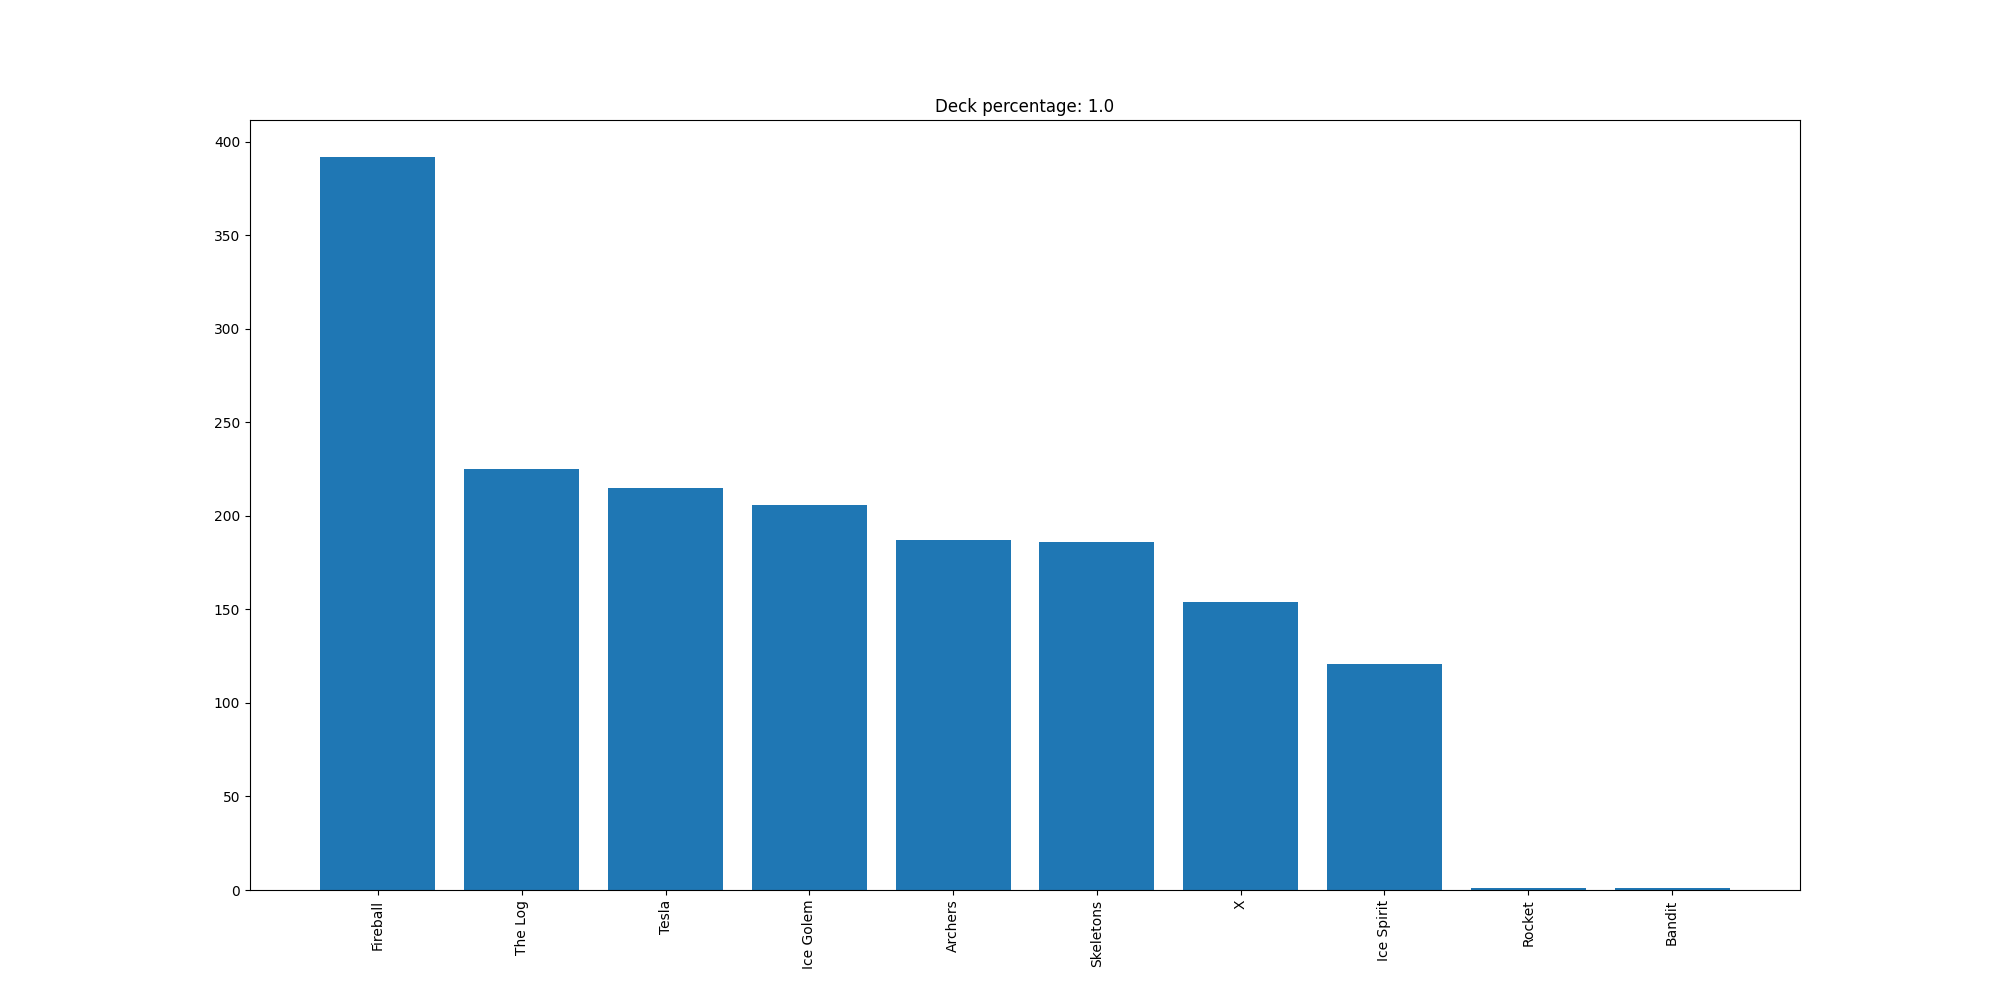 Deck percentage: 1.0
400
350
300
250
200
150
100
50
0
Fireball
The Log
Tesla
Ice Golem
Archers
Skeletons
X
Ice Spirit
Rocket
Bandit